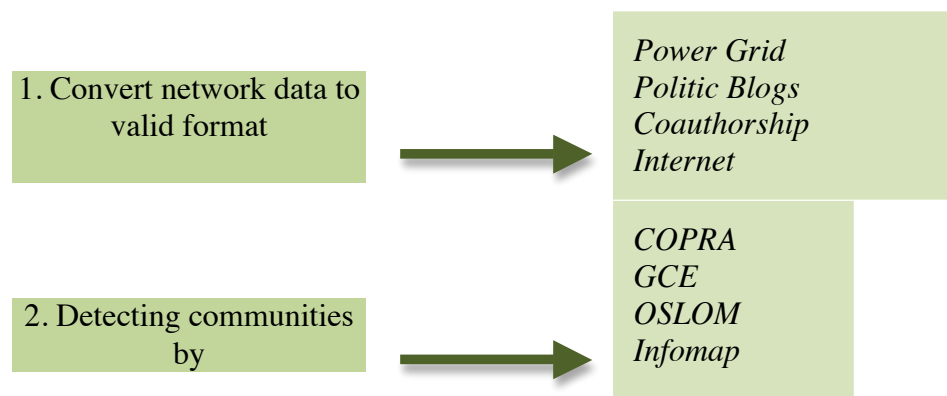 1. Convert network data to
valid format
Power Grid
Politic Blogs
Coauthorship
Internet
2. Detecting communities
by
COPRA
GCE
OSLOM
Infomap